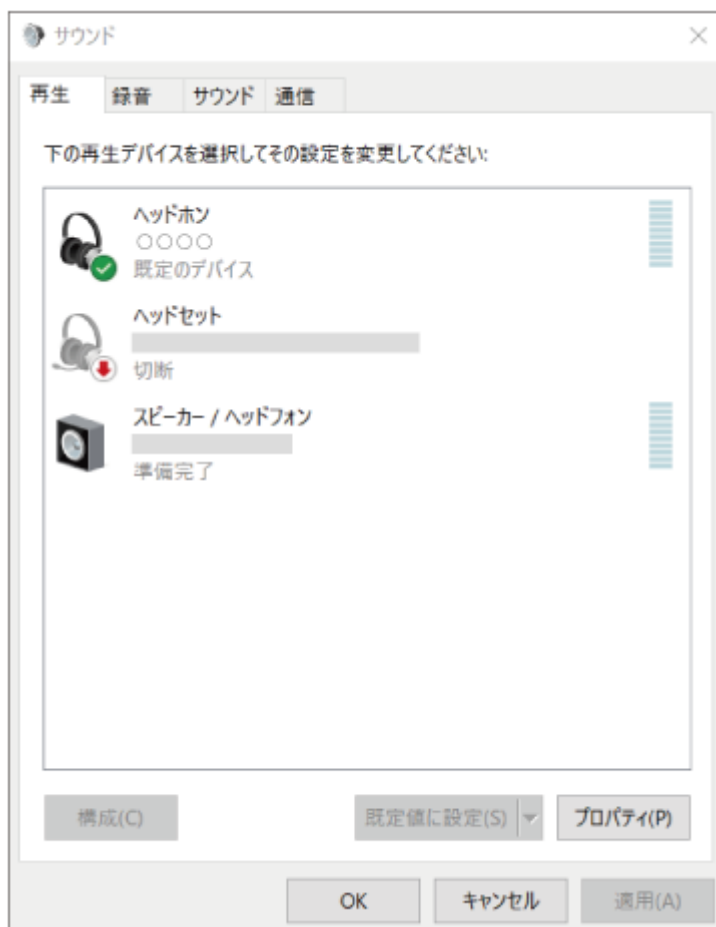 サウンド
再生 録音 サウンド 通信
下の再生デバイスを選択してその設定を変更してください:
ヘッドホン
○○○○
既定のデバイス
ヘッドセット
切断
スピーカー / ヘッドフォン
準備完了
構成(C) 既定値に設定(S) プロパティ(P)
OK キャンセル 適用(A)